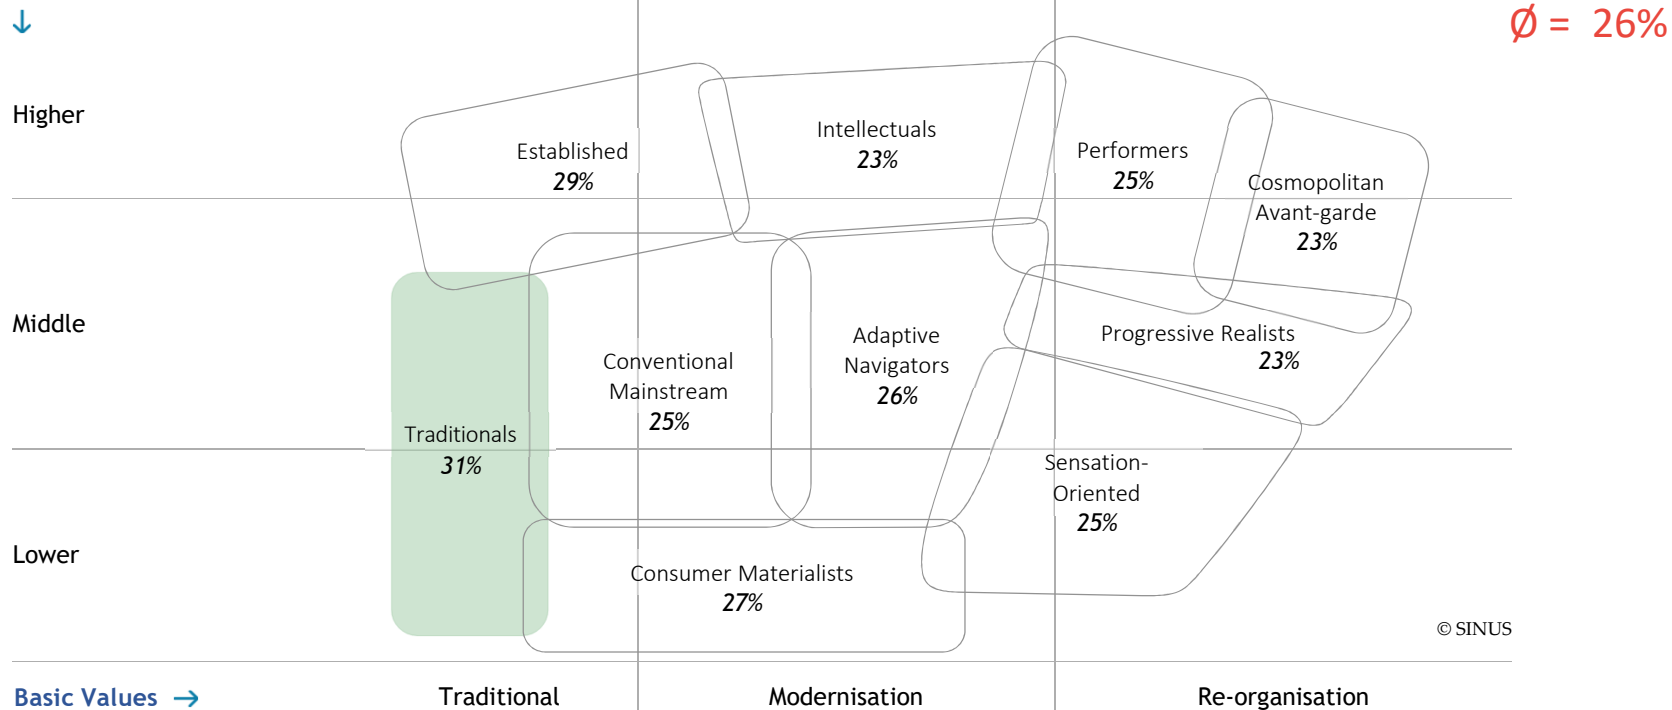 ↓
Ø = 26%
Higher
Established
29%
Intellectuals
23%
Performers
25%
Cosmopolitan
Avant-garde
23%
Middle
Traditionals
31%
Conventional
Mainstream
25%
Adaptive
Navigators
26%
Progressive Realists
23%
Sensation-
Oriented
25%
Lower
Consumer Materialists
27%
© SINUS
Basic Values →
Traditional
Modernisation
Re-organisation